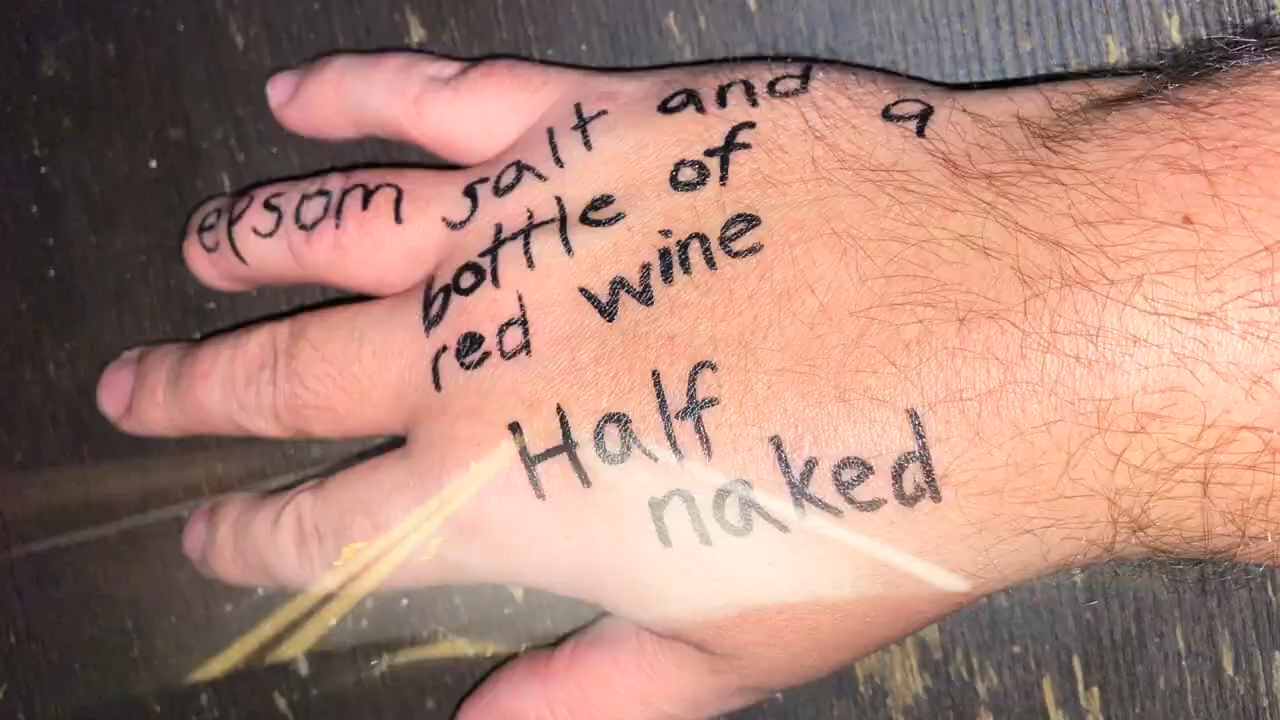 epsom salt and a
bottle of
red wine
Half
naked